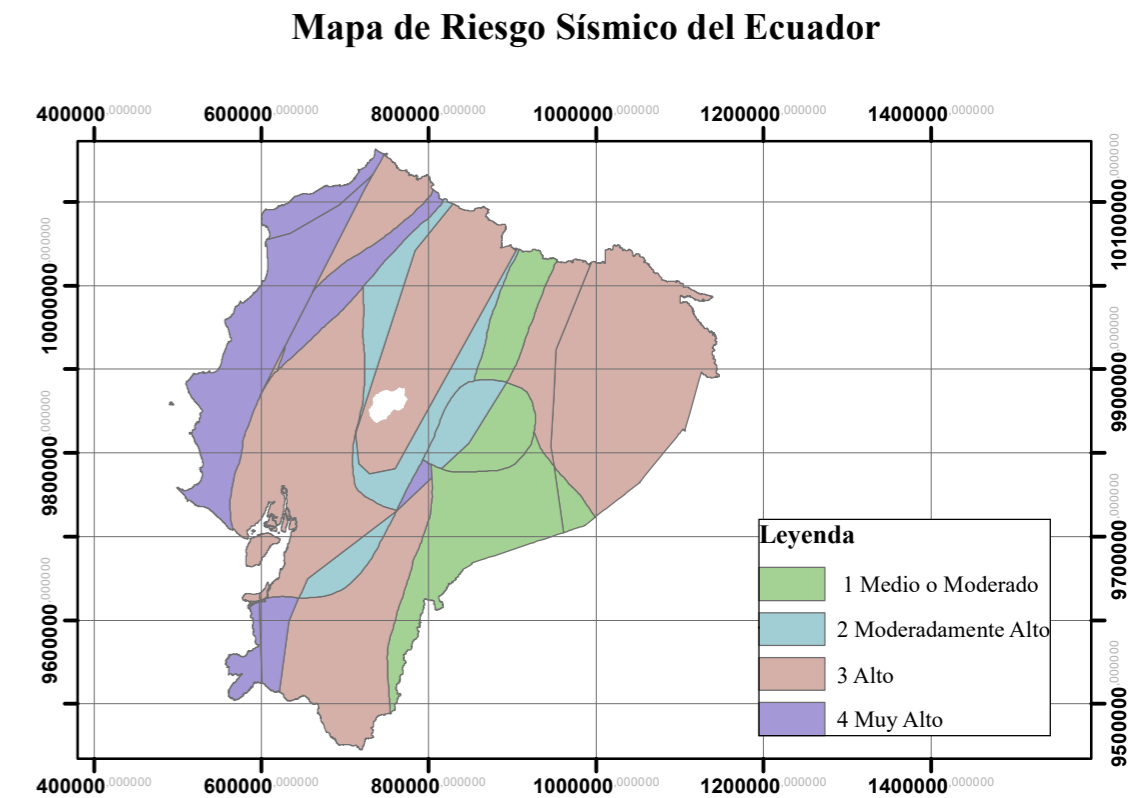 Mapa de Riesgo Sísmico del Ecuador
400000,000000 600000,000000 800000,000000 1000000,000000 1200000,000000 1400000,000000
10100000,000000
10000000,000000
9900000,000000
9800000,000000
9700000,000000
9600000,000000
9500000,000000
Leyenda
1 Medio o Moderado
2 Moderadamente Alto
3 Alto
4 Muy Alto
400000,000000 600000,000000 800000,000000 1000000,000000 1200000,000000 1400000,000000